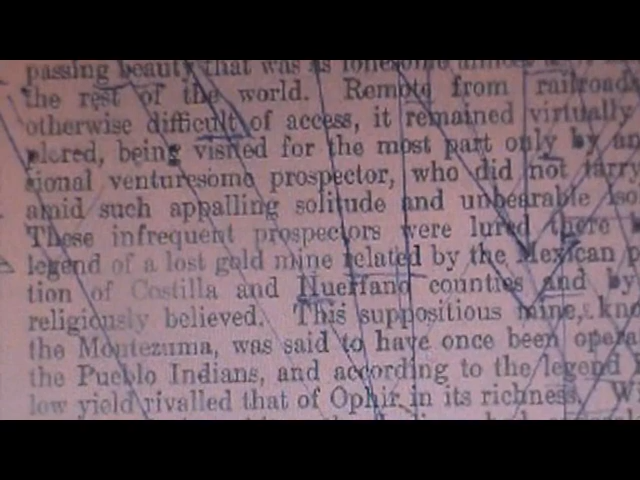 passing beauty that was as lonesome almost
the rest of the world. Remote from railroads
otherwise difficult of access, it remained virtually
plored, being visited for the most part only by an
sional venturesome prospector, who did not tarry
amid such appalling solitude and unbearable iso
These infrequent prospectors were lured there
legend of a lost gold mine related by the Mexican p
tion of Costilla and Huerfano counties and by
religiously believed. This suppositious mine, kno
the Montezuma, was said to have once been opera
the Pueblo Indians, and according to the legend
low yield rivalled that of Ophir in its richness. W